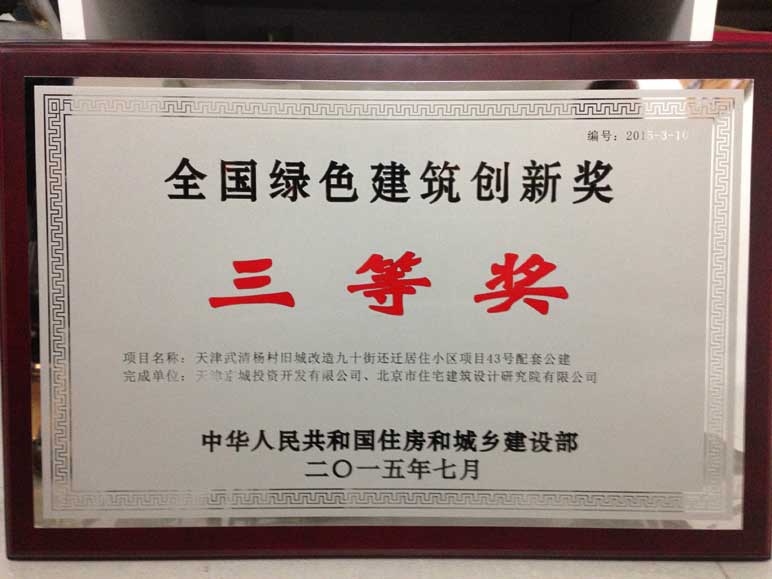 编号：2015-3-10
全国绿色建筑创新奖
三等奖
项目名称：天津武清杨村旧城改造九十街还迁居住小区项目43号配套公建
完成单位：天津京城投资开发有限公司、北京市住宅建筑设计研究院有限公司
中华人民共和国住房和城乡建设部
二〇一五年七月